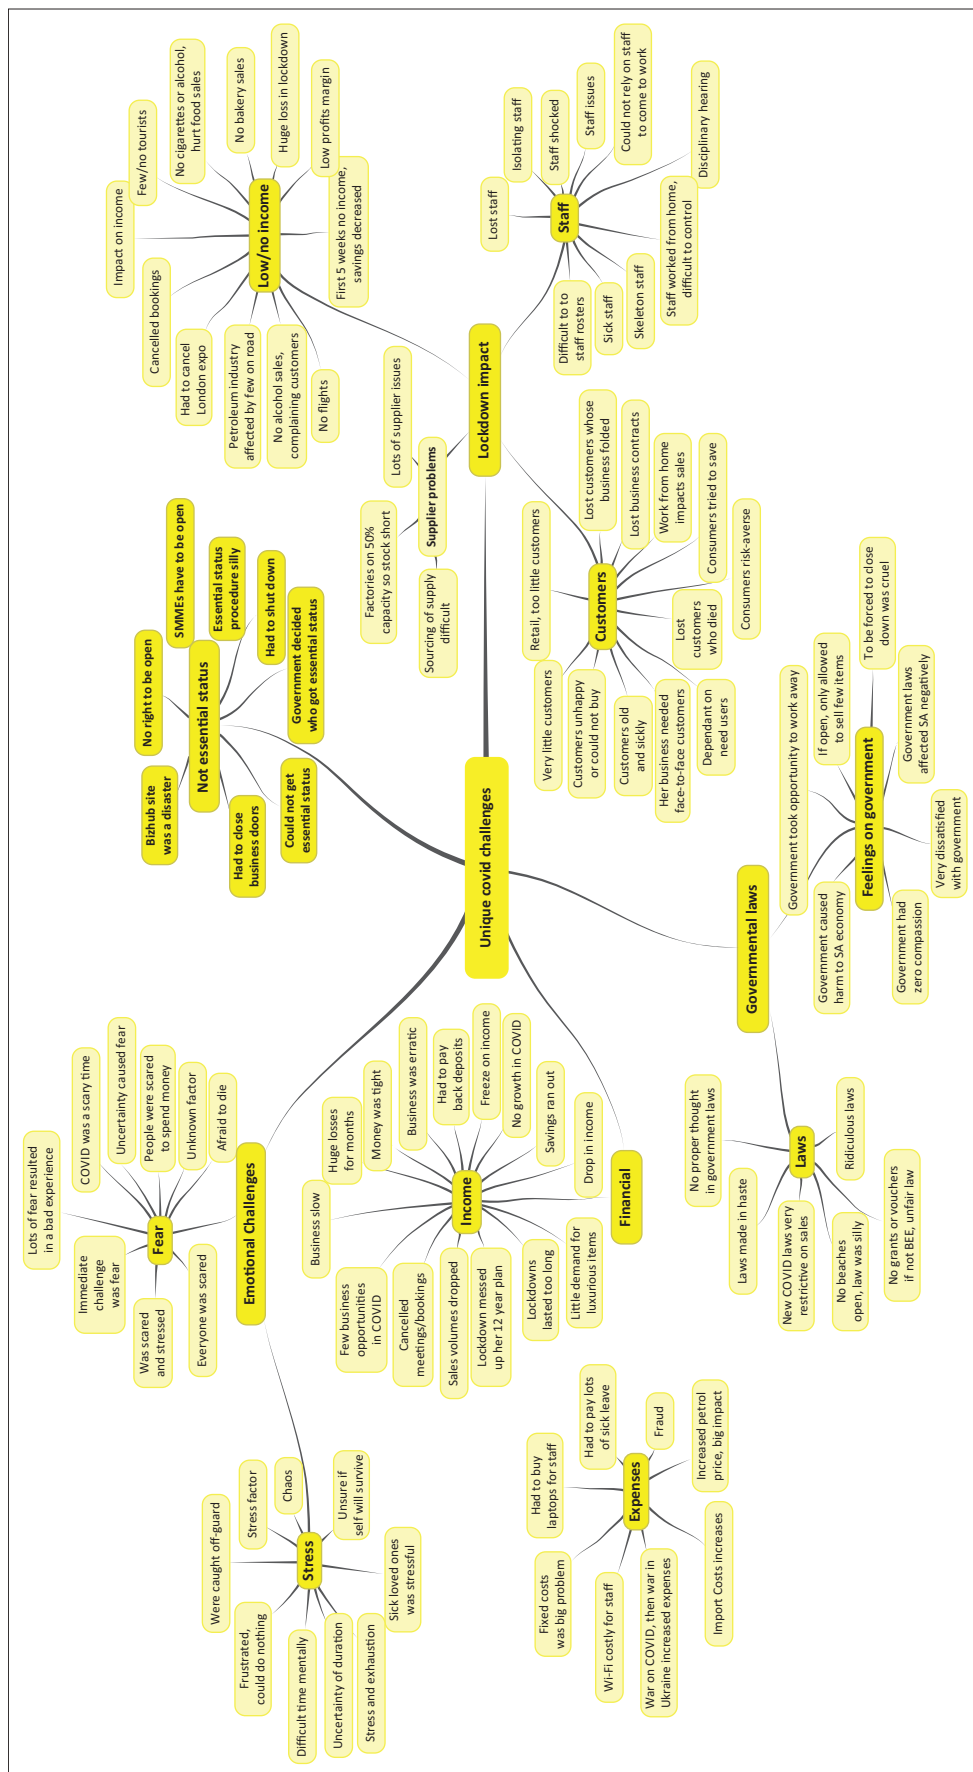 Unique covid challenges
Emotional Challenges
Fear
Lots of fear resulted
in a bad experience
COVID was a scary time
Uncertainty caused fear
People were scared
to spend money
Unknown factor
Afraid to die
Immediate
challenge
was fear
Was scared
and stressed
Everyone was scared
Stress
Were caught off-guard
Stress factor
Chaos
Unsure if
self will survive
Sick loved ones
was stressful
Frustrated,
could do nothing
Difficult time mentally
Uncertainty of duration
Stress and exhaustion
Financial
Income
Business slow
Huge losses
for months
Money was tight
Business was erratic
Had to pay
back deposits
Freeze on income
No growth in COVID
Savings ran out
Drop in income
Few business
opportunities
in COVID
Cancelled
meetings/bookings
Sales volumes dropped
Lockdown messed
up her 12 year plan
Lockdowns
lasted too long
Little demand for
luxurious items
Expenses
Had to buy
laptops for staff
Had to pay lots
of sick leave
Fraud
Increased petrol
price, big impact
Import Costs increases
Fixed costs
was big problem
Wi-Fi costly for staff
War on COVID, then war in
Ukraine increased expenses
Not essential status
No right to be open
SMMEs have to be open
Essential status
procedure silly
Had to shut down
Government decided
who got essential status
Bizhub site
was a disaster
Had to close
business doors
Could not get
essential status
Lockdown impact
Low/no income
Impact on income
Few/no tourists
No cigarettes or alcohol,
hurt food sales
No bakery sales
Huge loss in lockdown
Low profits margin
First 5 weeks no income,
savings decreased
Cancelled bookings
Had to cancel
London expo
Petroleum industry
affected by few on road
No alcohol sales,
complaining customers
No flights
Supplier problems
Lots of supplier issues
Factories on 50%
capacity so stock short
Sourcing of supply
difficult
Staff
Lost staff
Isolating staff
Staff shocked
Staff issues
Could not rely on staff
to come to work
Disciplinary hearing
Staff worked from home,
difficult to control
Difficult to to
staff rosters
Sick staff
Skeleton staff
Customers
Retail, too little customers
Lost customers whose
business folded
Lost business contracts
Work from home
impacts sales
Consumers tried to save
Consumers risk-averse
Very little customers
Customers unhappy
or could not buy
Customers old
and sickly
Her business needed
face-to-face customers
Lost
customers
who died
Dependant on
need users
Governmental laws
Laws
No proper thought
in government laws
Laws made in haste
New COVID laws very
restrictive on sales
No beaches
open, law was silly
No grants or vouchers
if not BEE, unfair law
Ridiculous laws
Feelings on government
Government took opportunity to work away
If open, only allowed
to sell few items
To be forced to close
down was cruel
Government laws
affected SA negatively
Very dissatisfied
with government
Government caused
harm to SA economy
Government had
zero compassion